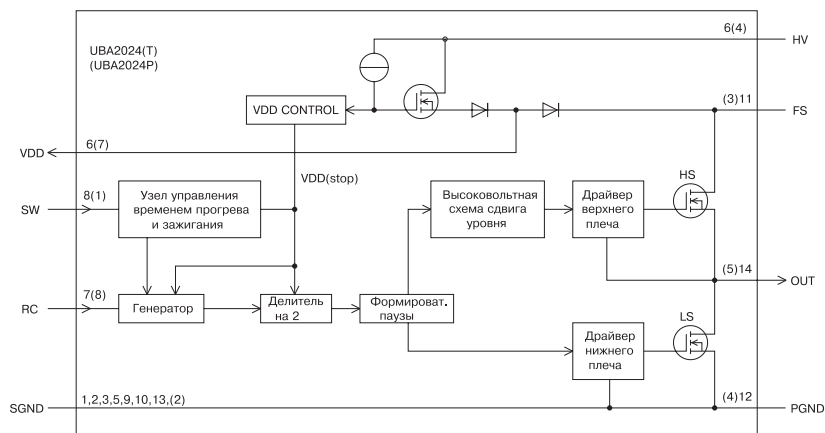 UBA2024(T)
(UBA2024P)
6(4)
HV
VDD CONTROL
(3)11
FS
VDD
6(7)
VDD(stop)
HS
SW
8(1)
Узел управления
временем прогрева
и зажигания
Высоковольтная
схема сдвига
уровня
Драйвер
верхнего
плеча
(5)14
OUT
RC
7(8)
Генератор
Делитель
на 2
Формироват.
паузы
LS
Драйвер
нижнего
плеча
SGND
1,2,3,5,9,10,13,(2)
(4)12
PGND